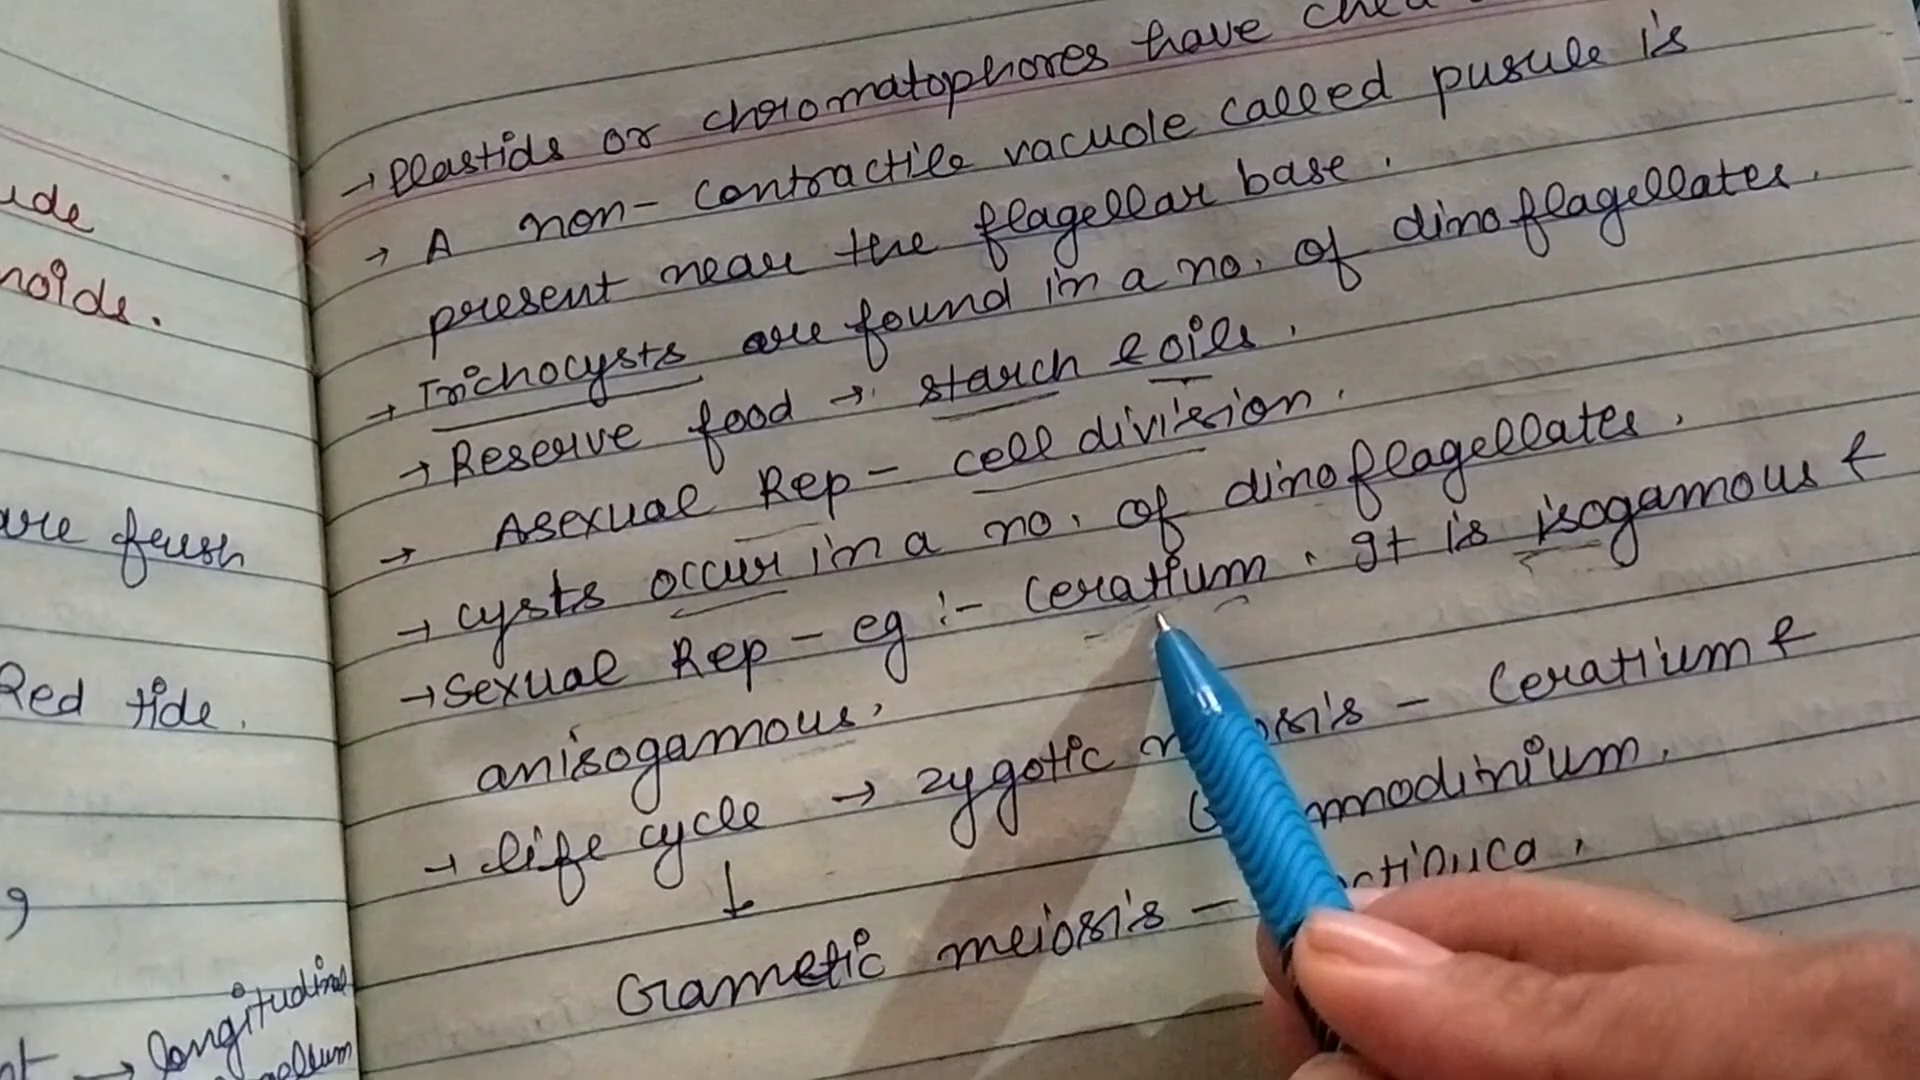 ude
noids.
are fresh
Red tide.
,
→ longitudinal
→ Plastids or chromatophores have
→ A non-contractile vacuole called pusule is
present near the flagellar base.
→ Trichocysts are found in a no. of dinoflagellates.
→ Reserve food → starch & oils.
→ Asexual Rep - cell division.
→ cysts occur in a no. of dinoflagellates.
→ Sexual Rep - eg :- Ceratium. It is isogamous &
anisogamous.
→ life cycle → zygotic - Ceratium &
↓
Gametic meiosis -